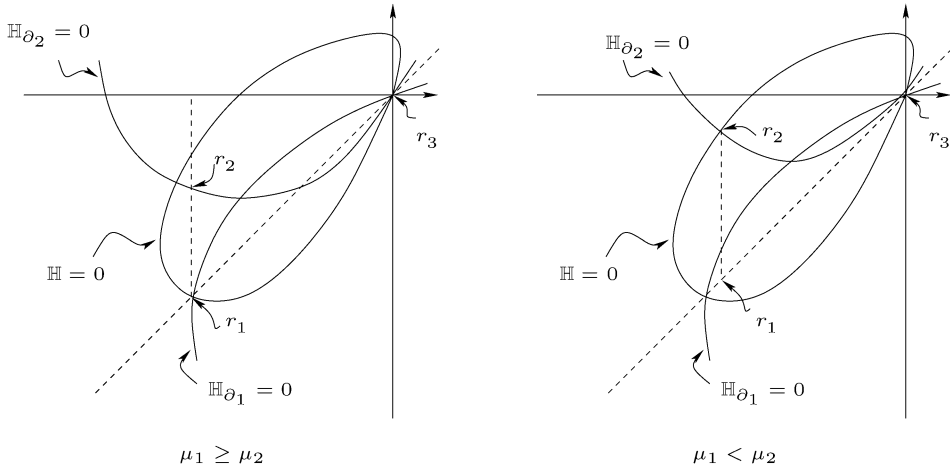 ℍ∂₂ = 0
r₂
r₃
ℍ = 0
r₁
ℍ∂₁ = 0
μ₁ ≥ μ₂
ℍ∂₂ = 0
r₂
r₃
ℍ = 0
r₁
ℍ∂₁ = 0
μ₁ < μ₂